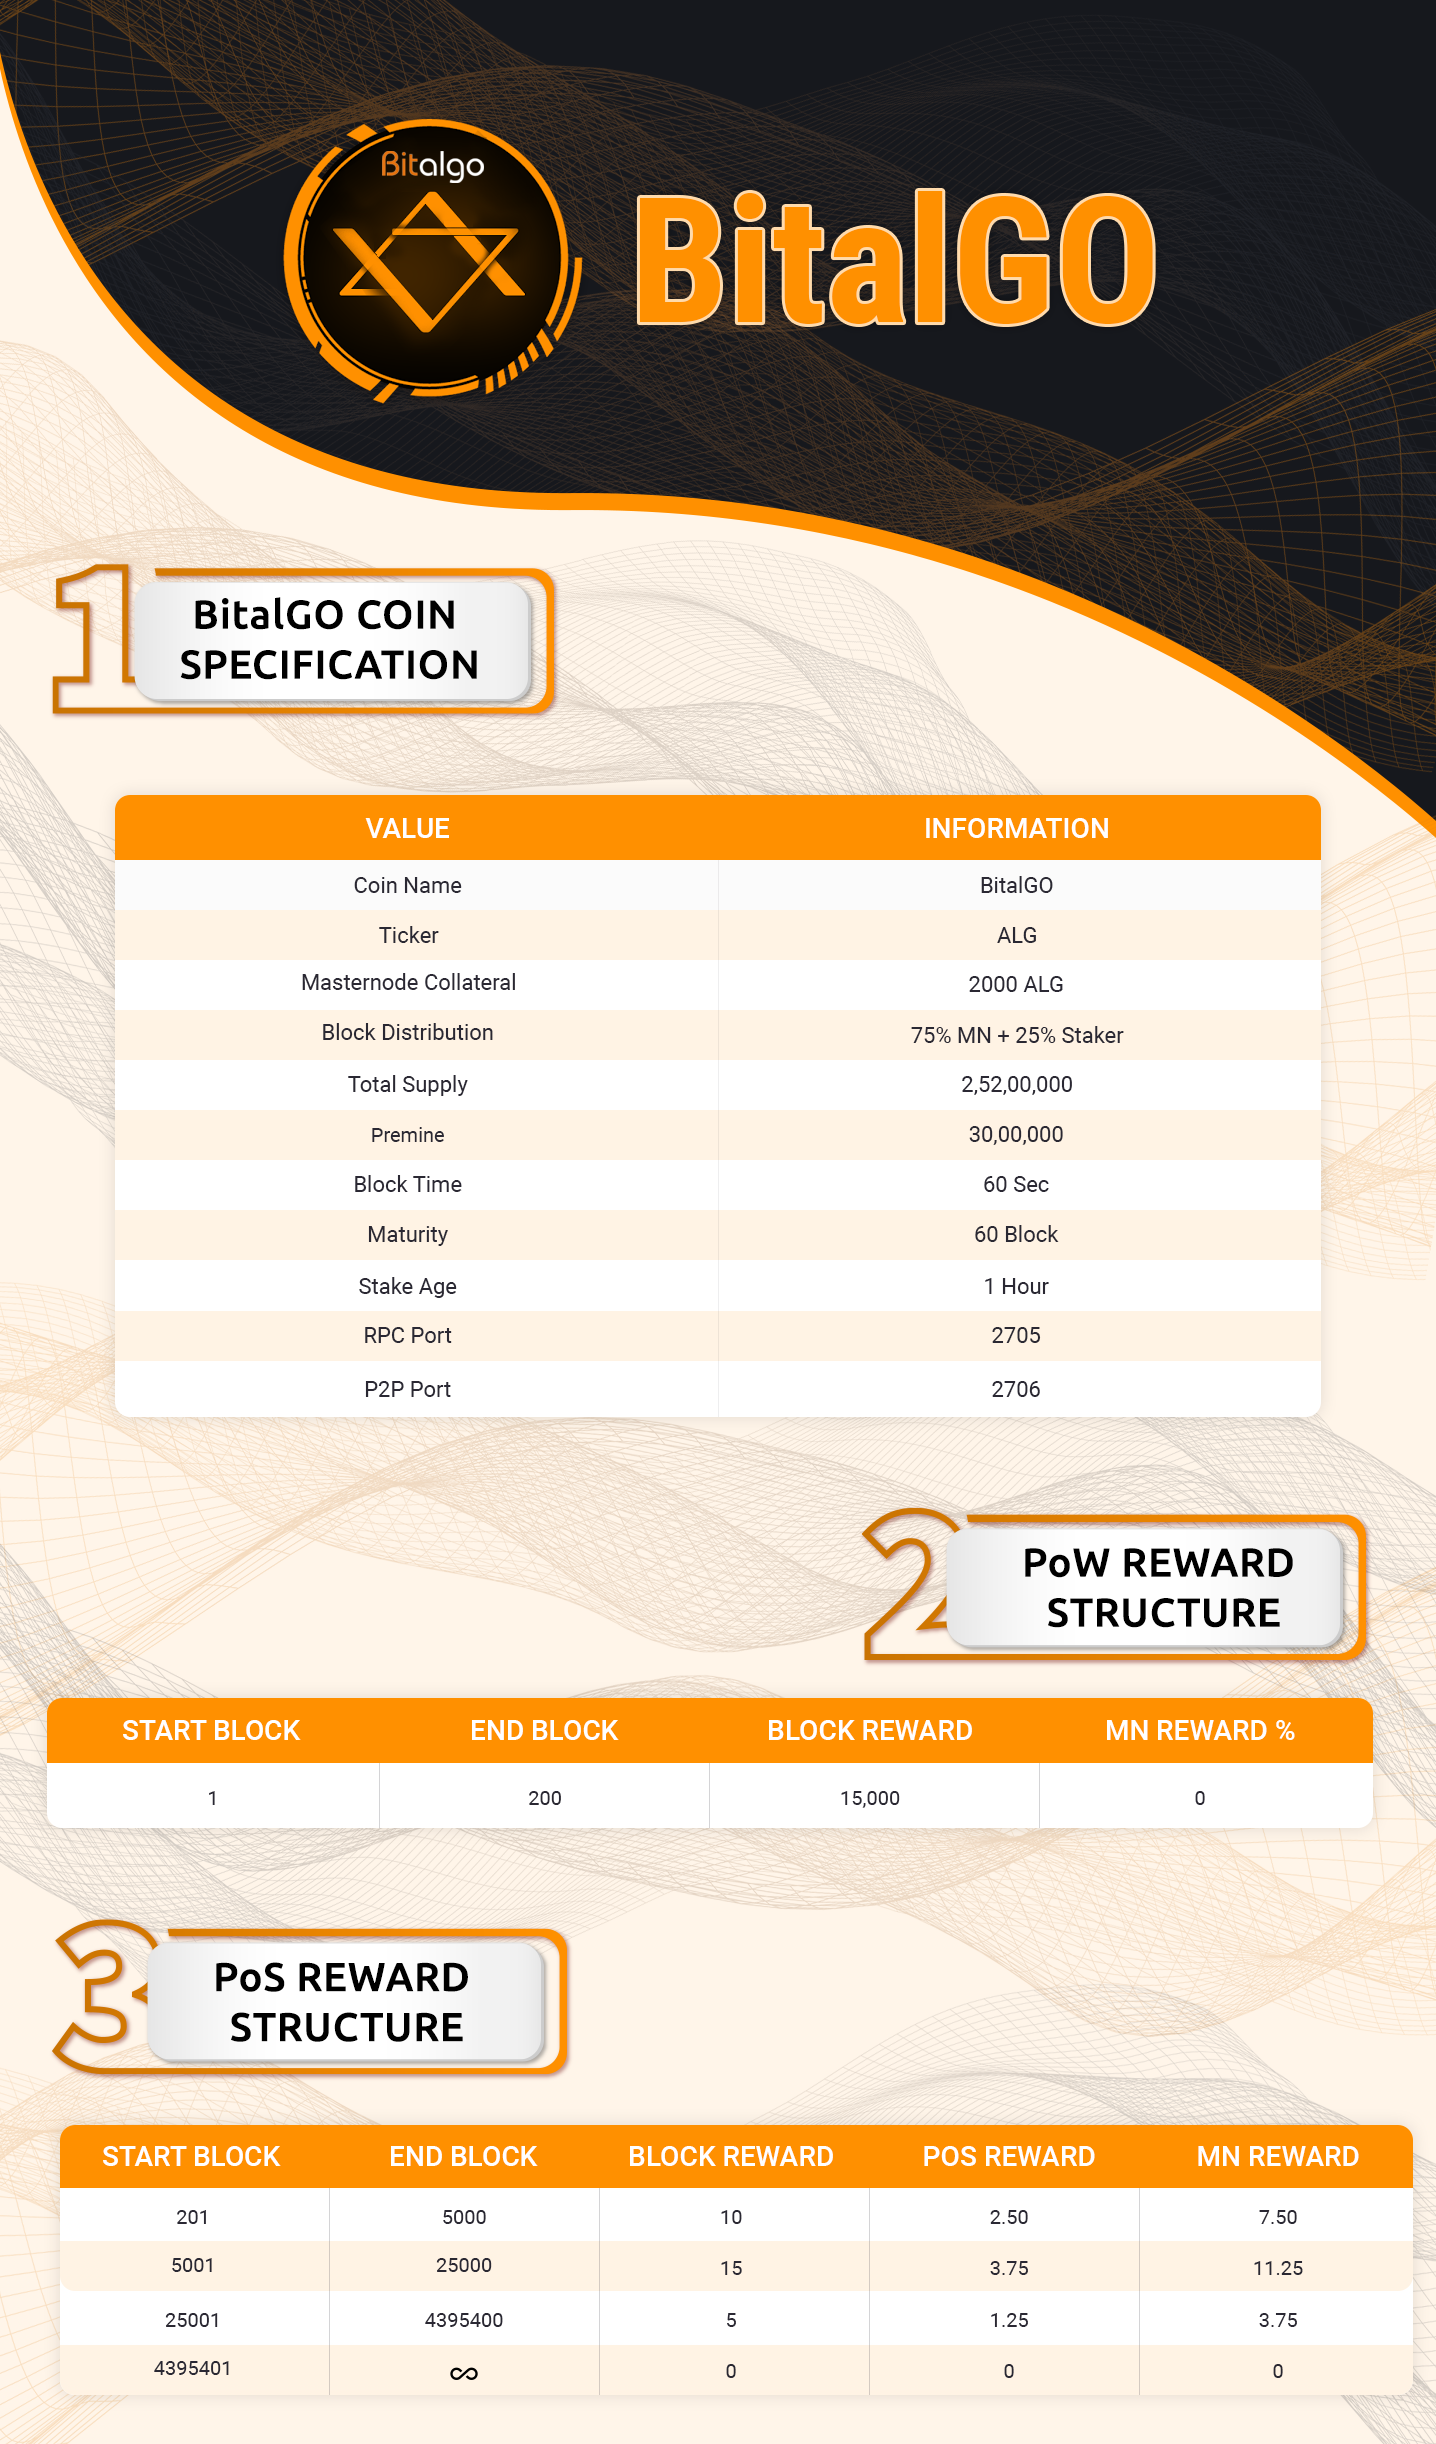 Bitalgo
BitalGO
1
BitalGO COIN
SPECIFICATION
VALUE INFORMATION
Coin Name BitalGO
Ticker ALG
Masternode Collateral 2000 ALG
Block Distribution 75% MN + 25% Staker
Total Supply 2,52,00,000
Premine 30,00,000
Block Time 60 Sec
Maturity 60 Block
Stake Age 1 Hour
RPC Port 2705
P2P Port 2706
2
PoW REWARD
STRUCTURE
START BLOCK END BLOCK BLOCK REWARD MN REWARD %
1 200 15,000 0
3
PoS REWARD
STRUCTURE
START BLOCK END BLOCK BLOCK REWARD POS REWARD MN REWARD
201 5000 10 2.50 7.50
5001 25000 15 3.75 11.25
25001 4395400 5 1.25 3.75
4395401 ∞ 0 0 0